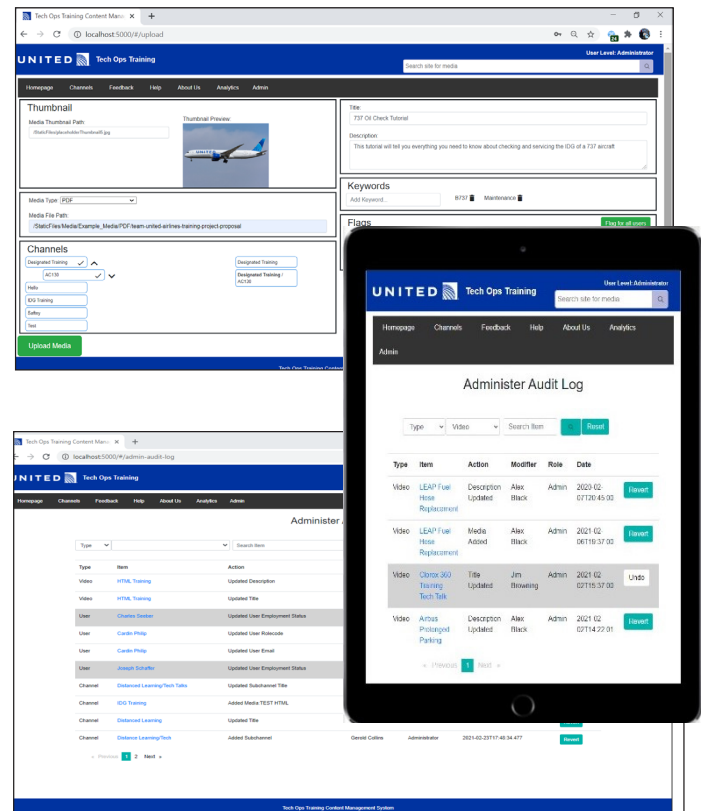 Tech Ops Training Content Mana
localhost:5000/#/upload
24
User Level: Administrator
UNITED Tech Ops Training
Search site for media
Homepage Channels Feedback Help About Us Analytics Admin
Thumbnail
Media Thumbnail Path:
Thumbnail Preview:
UNITED
Title:
737 Oil Check Tutorial
Description:
This tutorial will tell you everything you need to know about checking and servicing the IDG of a 737 aircraft
Keywords
Add Keyword... B737 Maintenance
Media Type: PDF
Media File Path:
/StaticFiles/Media/Example_Media/PDF/team-united-airlines-training-project-proposal
Flags
Flag for all users
Channels
Designated Training
AC130
Hello
IDG Training
Saftey
Test
Designated Training
Designated Training /
AC130
Upload Media
Tech Ops Training Conten
User Level: Administrator
UNITED Tech Ops Training
Search site for media
Homepage Channels Feedback Help About Us Analytics
Admin
Administer Audit Log
Type Video Search Item Reset
Type Item Action Modifier Role Date
Video LEAP Fuel Hose Replacement Description Updated Alex Black Admin 2020-02-07T20:45:00 Revert
Video LEAP Fuel Hose Replacement Media Added Alex Black Admin 2021-02-06T19:37:00 Revert
Video Clorox 360 Training Tech Talk Title Updated Jim Browning Admin 2021-02-02T15:37:00 Undo
Video Airbus Prolonged Parking Description Updated Alex Black Admin 2021-02-02T14:22:01 Revert
« Previous 1 Next »
Tech Ops Training Content Mana
localhost:5000/#/admin-audit-log
UNITED Tech Ops Training
Homepage Channels Feedback Help About Us Analytics Admin
Administer
Type Search Item
Type Item Action
Video HTML Training Updated Description
Video HTML Training Updated Title
User Charles Steiner Updated User Employment Status
User Cardin Philip Updated User Rolecode
User Cardin Philip Updated User Email
User Joseph Schaffer Updated User Employment Status
Channel Distanced Learning/Tech Talks Updated Subchannel Title
Channel IDG Training Added Media:TEST HTML
Channel Distanced Learning Updated Title
Channel Distance Learning/Tech Added Subchannel Gerald Collins Administrator 2021-02-23T17:48:34.477 Revert
« Previous 1 2 Next »
Tech Ops Training Content Management System